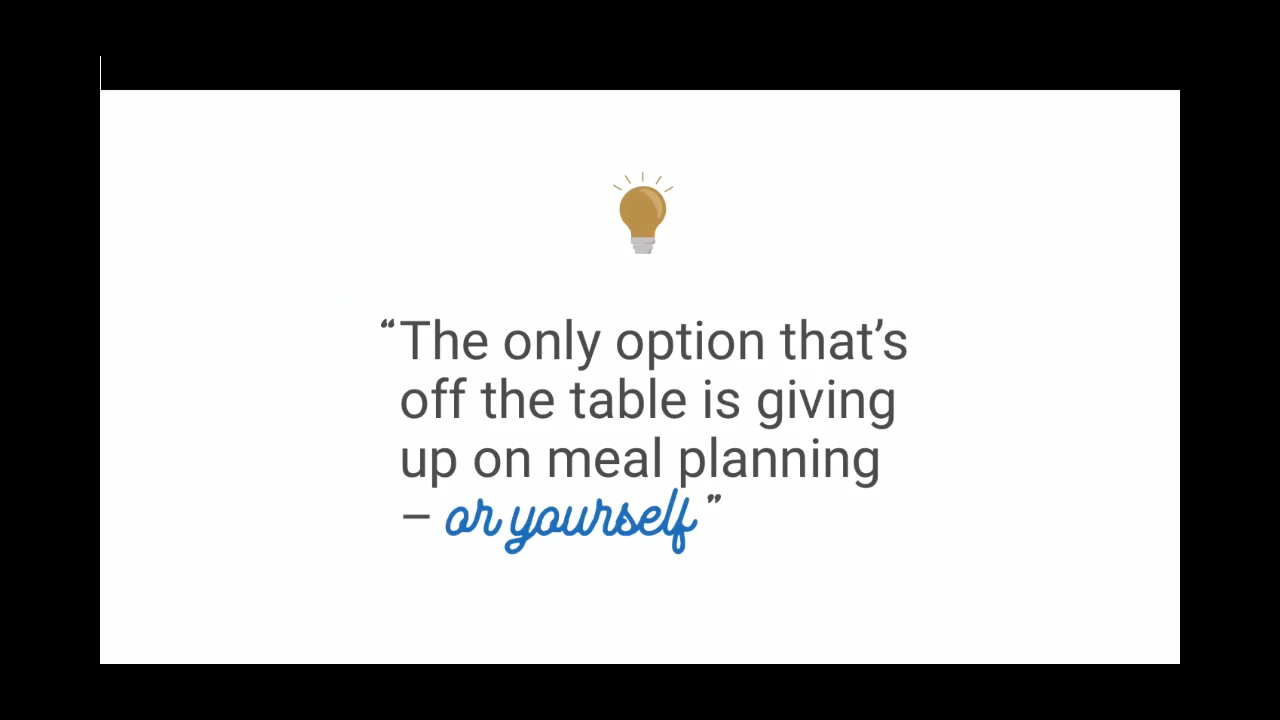 “The only option that’s
off the table is giving
up on meal planning
– or yourself”